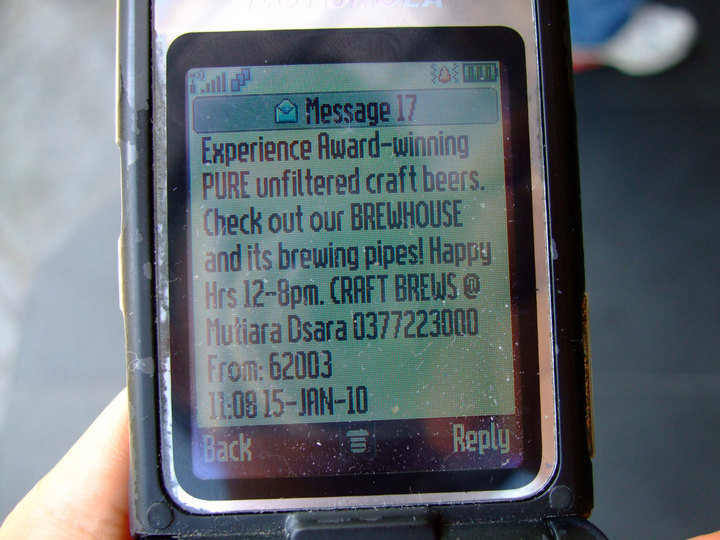 MOTOROLA
Message 17
Experience Award-winning
PURE unfiltered craft beers.
Check out our BREWHOUSE
and its brewing pipes! Happy
Hrs 12-8pm. CRAFT BREWS @
Mutiara Dsara 0377223000
From: 62003
11:08 15-JAN-10
Back
Reply